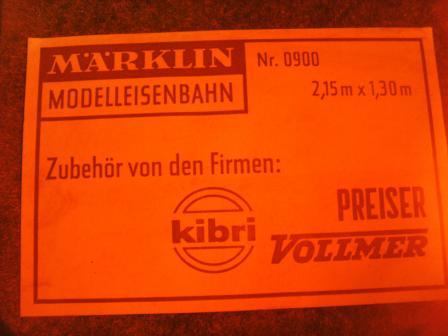 MÄRKLIN Nr. 0900
MODELLEISENBAHN 2,15 m x 1,30 m
Zubehör von den Firmen:
kibri PREISER
VOLLMER